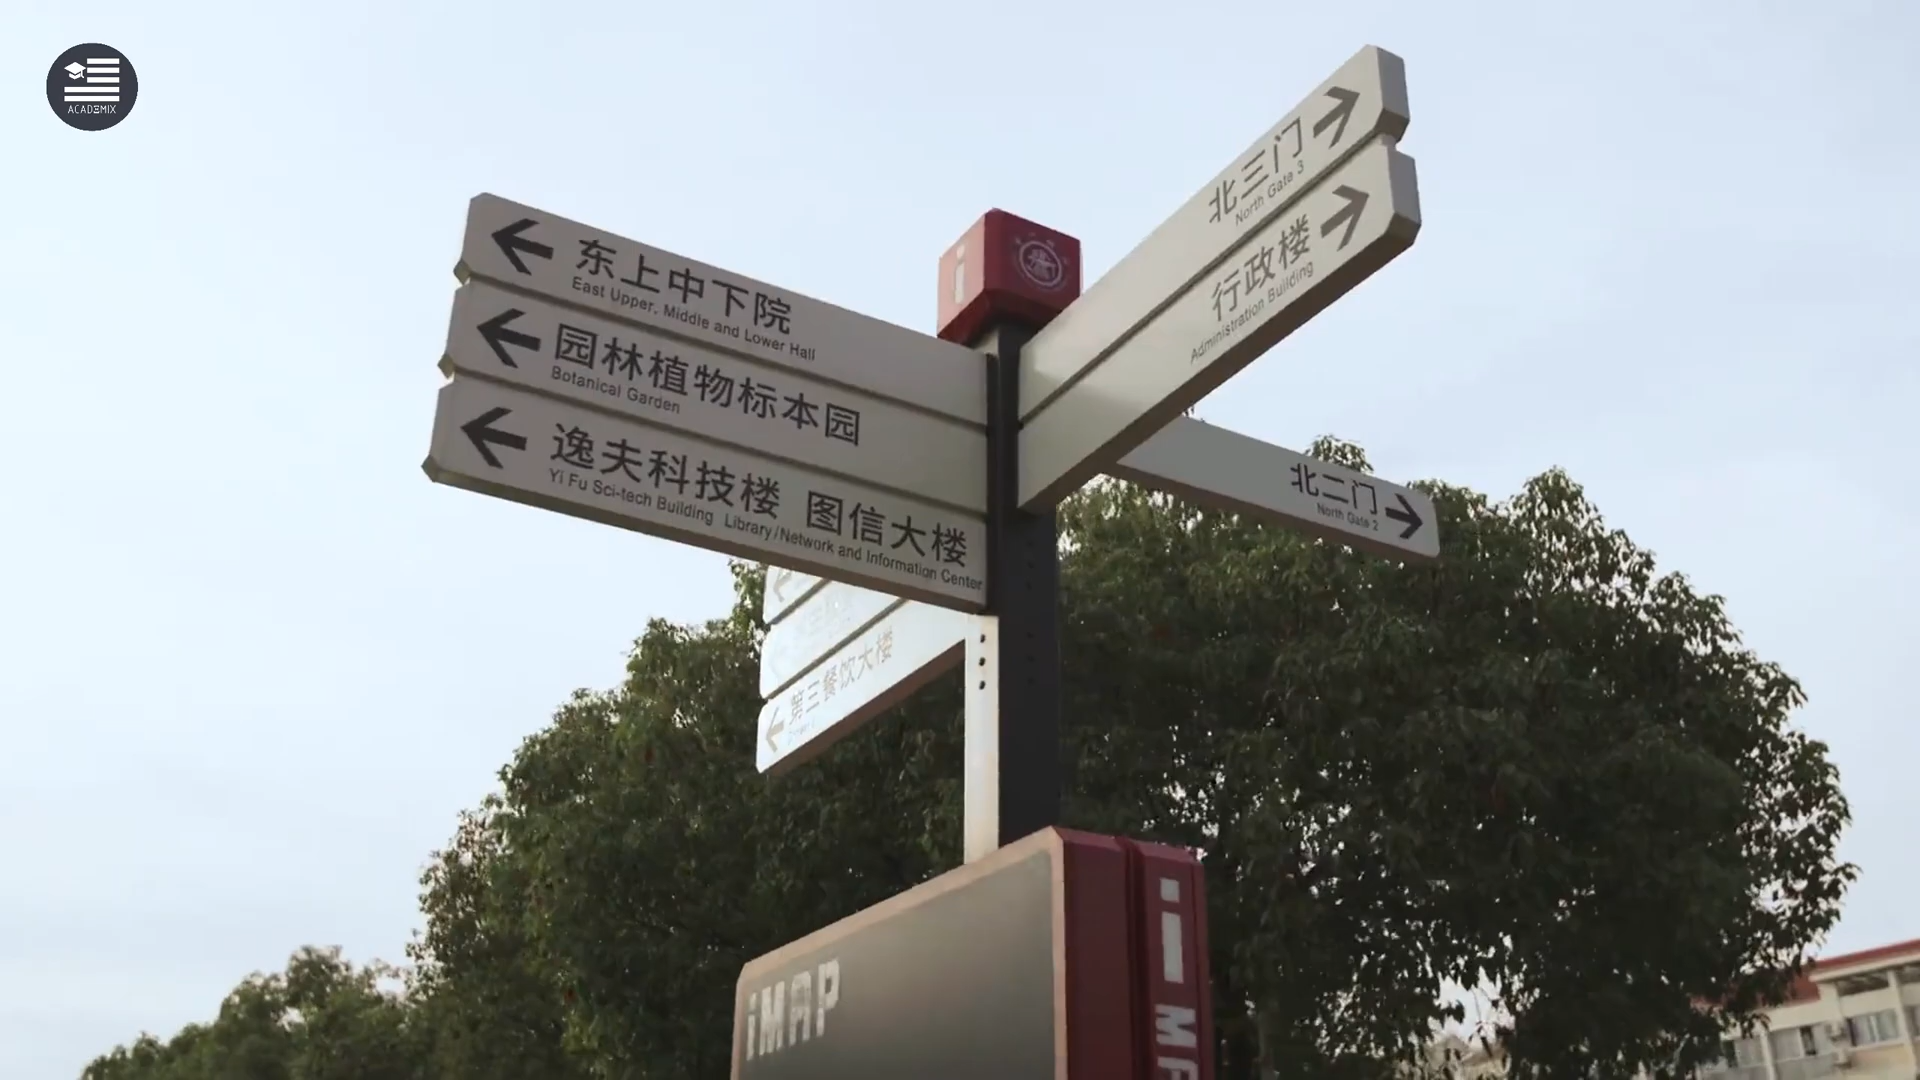 ACADΞMIX
北三门
North Gate 3
行政楼
Administration Building
i
东上中下院
East Upper, Middle and Lower Hall
园林植物标本园
Botanical Garden
逸夫科技楼 图信大楼
Yi Fu Sci-tech Building Library/Network and Information Center
北二门
North Gate 2
第三餐饮大楼
iMAP